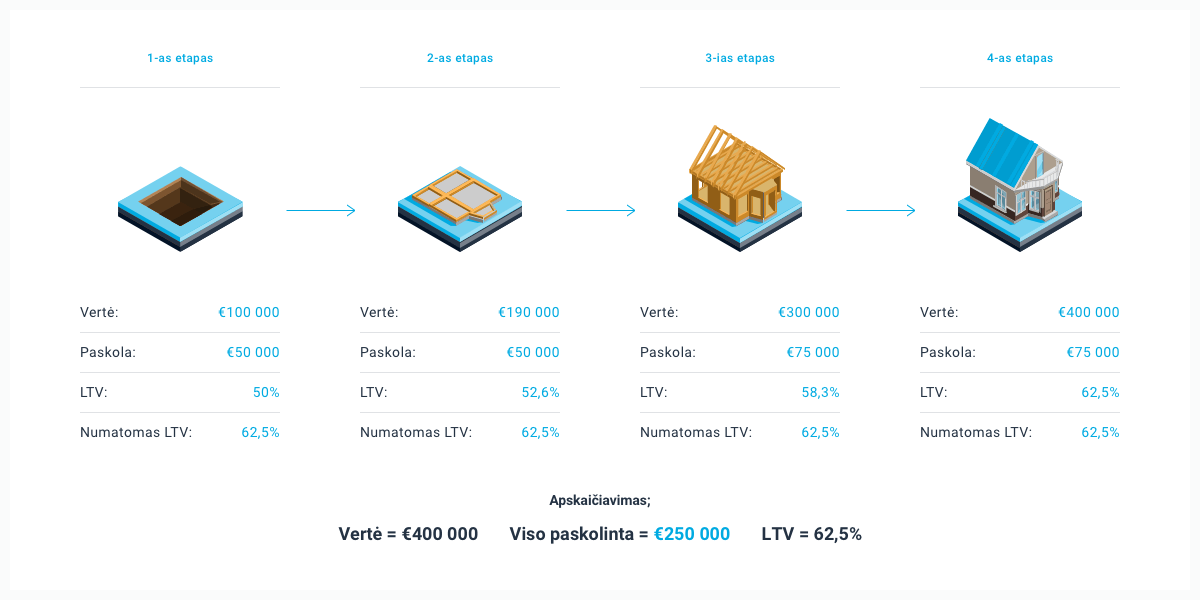 1-as etapas
2-as etapas
3-ias etapas
4-as etapas
Vertė: €100 000
Vertė: €190 000
Vertė: €300 000
Vertė: €400 000
Paskola: €50 000
Paskola: €50 000
Paskola: €75 000
Paskola: €75 000
LTV: 50%
LTV: 52,6%
LTV: 58,3%
LTV: 62,5%
Numatomas LTV: 62,5%
Numatomas LTV: 62,5%
Numatomas LTV: 62,5%
Numatomas LTV: 62,5%
Apskaičiavimas;
Vertė = €400 000 Viso paskolinta = €250 000 LTV = 62,5%